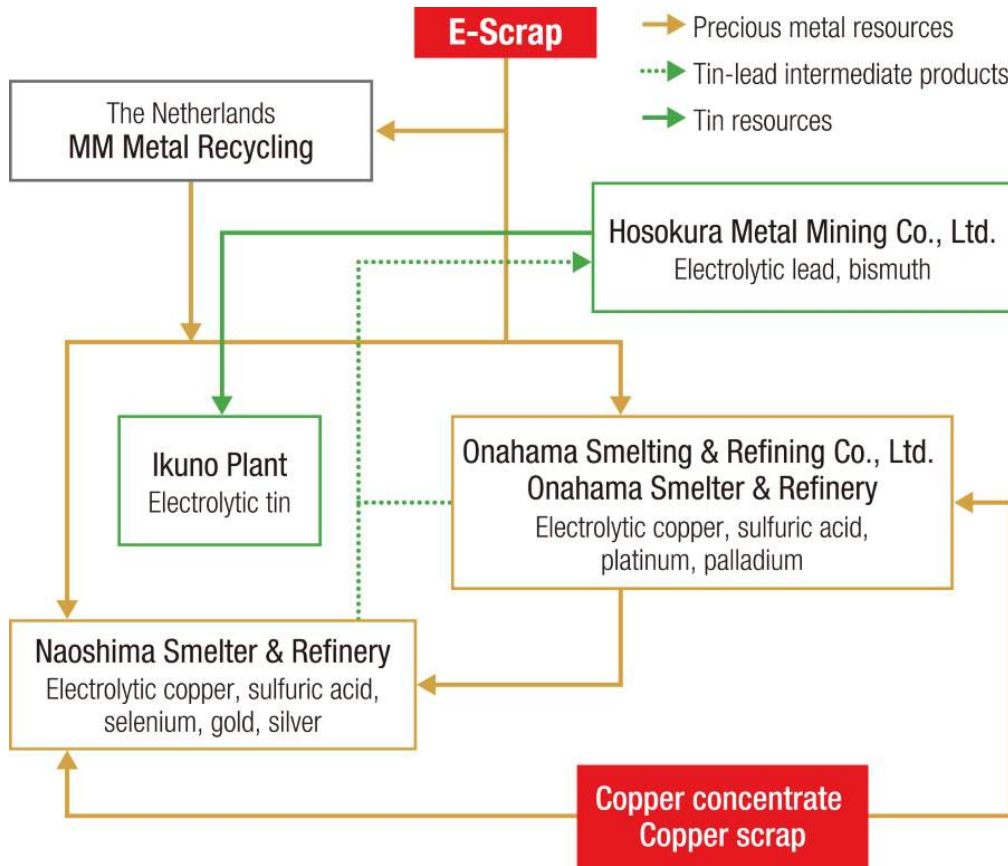 E-Scrap
Precious metal resources
Tin-lead intermediate products
Tin resources
The Netherlands
MM Metal Recycling
Hosokura Metal Mining Co., Ltd.
Electrolytic lead, bismuth
Ikuno Plant
Electrolytic tin
Onahama Smelting & Refining Co., Ltd.
Onahama Smelter & Refinery
Electrolytic copper, sulfuric acid,
platinum, palladium
Naoshima Smelter & Refinery
Electrolytic copper, sulfuric acid,
selenium, gold, silver
Copper concentrate
Copper scrap